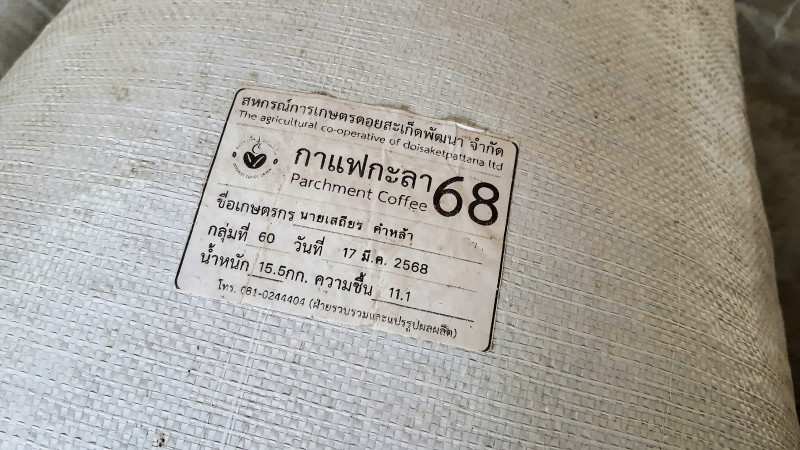 สหกรณ์การเกษตรดอยสะเก็ดพัฒนา จำกัด
The agricultural co-operative of doisaketpattana ltd
กาแฟกะลา 68
Parchment Coffee
ชื่อเกษตรกร นายเสถียร คำหล้า
กลุ่มที่ 60 วันที่ 17 มี.ค. 2568
น้ำหนัก 15.5กก. ความชื้น 11.1
โทร. 081-0244404 (ฝ่ายรวบรวมและแปรรูปผลผลิต)